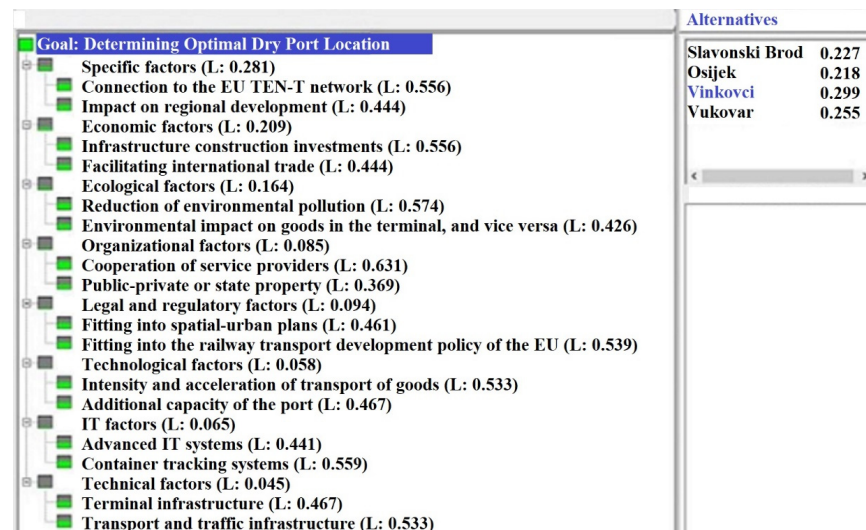 Goal: Determining Optimal Dry Port Location
Specific factors (L: 0.281)
Connection to the EU TEN-T network (L: 0.556)
Impact on regional development (L: 0.444)
Economic factors (L: 0.209)
Infrastructure construction investments (L: 0.556)
Facilitating international trade (L: 0.444)
Ecological factors (L: 0.164)
Reduction of environmental pollution (L: 0.574)
Environmental impact on goods in the terminal, and vice versa (L: 0.426)
Organizational factors (L: 0.085)
Cooperation of service providers (L: 0.631)
Public-private or state property (L: 0.369)
Legal and regulatory factors (L: 0.094)
Fitting into spatial-urban plans (L: 0.461)
Fitting into the railway transport development policy of the EU (L: 0.539)
Technological factors (L: 0.058)
Intensity and acceleration of transport of goods (L: 0.533)
Additional capacity of the port (L: 0.467)
IT factors (L: 0.065)
Advanced IT systems (L: 0.441)
Container tracking systems (L: 0.559)
Technical factors (L: 0.045)
Terminal infrastructure (L: 0.467)
Transport and traffic infrastructure (L: 0.533)
Alternatives
Slavonski Brod 0.227
Osijek 0.218
Vinkovci 0.299
Vukovar 0.255